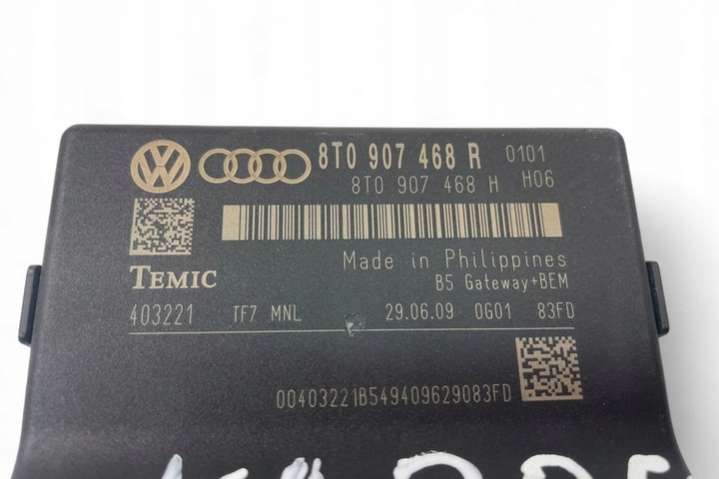 8T0 907 468 R 0101
8T0 907 468 H H06
Made in Philippines
TEMIC
B5 Gateway+BEM
403221 TF7 MNL 29.06.09 0G01 83FD
00403221B549409629083FD